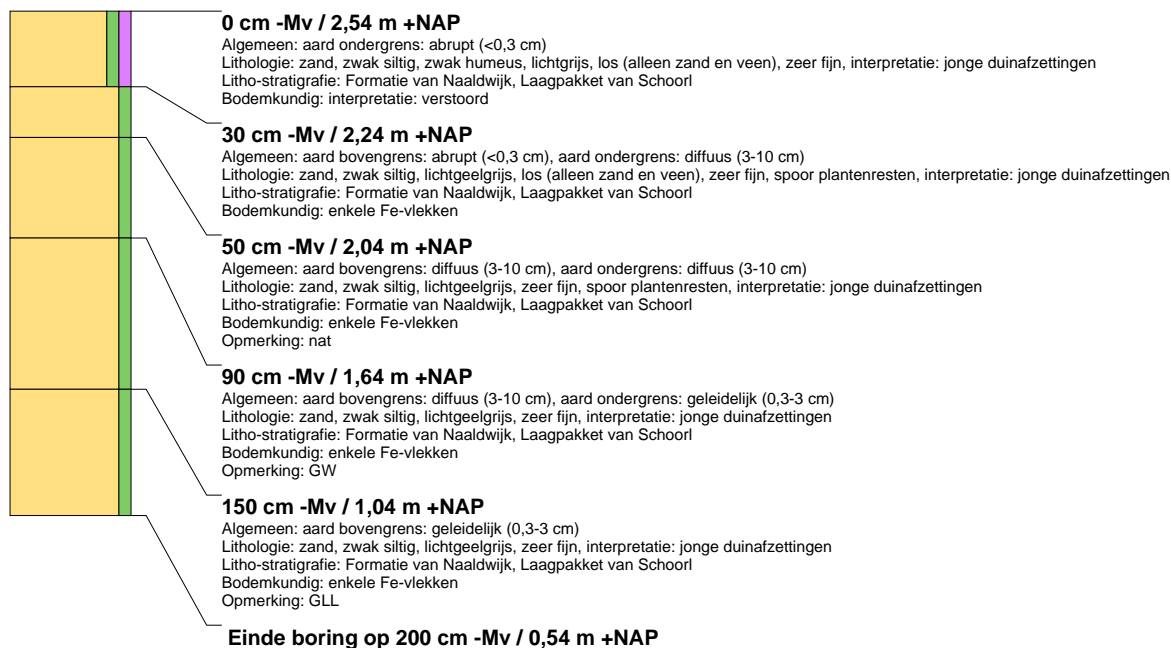 0 cm -Mv / 2,54 m +NAP
Algemeen: aard ondergrens: abrupt (<0,3 cm)
Lithologie: zand, zwak siltig, zwak humeus, lichtgrijs, los (alleen zand en veen), zeer fijn, interpretatie: jonge duinafzettingen
Litho-stratigrafie: Formatie van Naaldwijk, Laagpakket van Schoorl
Bodemkundig: interpretatie: verstoord
30 cm -Mv / 2,24 m +NAP
Algemeen: aard bovengrens: abrupt (<0,3 cm), aard ondergrens: diffuus (3-10 cm)
Lithologie: zand, zwak siltig, lichtgeelgrijs, los (alleen zand en veen), zeer fijn, spoor plantenresten, interpretatie: jonge duinafzettingen
Litho-stratigrafie: Formatie van Naaldwijk, Laagpakket van Schoorl
Bodemkundig: enkele Fe-vlekken
50 cm -Mv / 2,04 m +NAP
Algemeen: aard bovengrens: diffuus (3-10 cm), aard ondergrens: diffuus (3-10 cm)
Lithologie: zand, zwak siltig, lichtgeelgrijs, zeer fijn, spoor plantenresten, interpretatie: jonge duinafzettingen
Litho-stratigrafie: Formatie van Naaldwijk, Laagpakket van Schoorl
Bodemkundig: enkele Fe-vlekken
Opmerking: nat
90 cm -Mv / 1,64 m +NAP
Algemeen: aard bovengrens: diffuus (3-10 cm), aard ondergrens: geleidelijk (0,3-3 cm)
Lithologie: zand, zwak siltig, lichtgeelgrijs, zeer fijn, interpretatie: jonge duinafzettingen
Litho-stratigrafie: Formatie van Naaldwijk, Laagpakket van Schoorl
Bodemkundig: enkele Fe-vlekken
Opmerking: GW
150 cm -Mv / 1,04 m +NAP
Algemeen: aard bovengrens: geleidelijk (0,3-3 cm)
Lithologie: zand, zwak siltig, lichtgeelgrijs, zeer fijn, interpretatie: jonge duinafzettingen
Litho-stratigrafie: Formatie van Naaldwijk, Laagpakket van Schoorl
Bodemkundig: enkele Fe-vlekken
Opmerking: GLL
Einde boring op 200 cm -Mv / 0,54 m +NAP